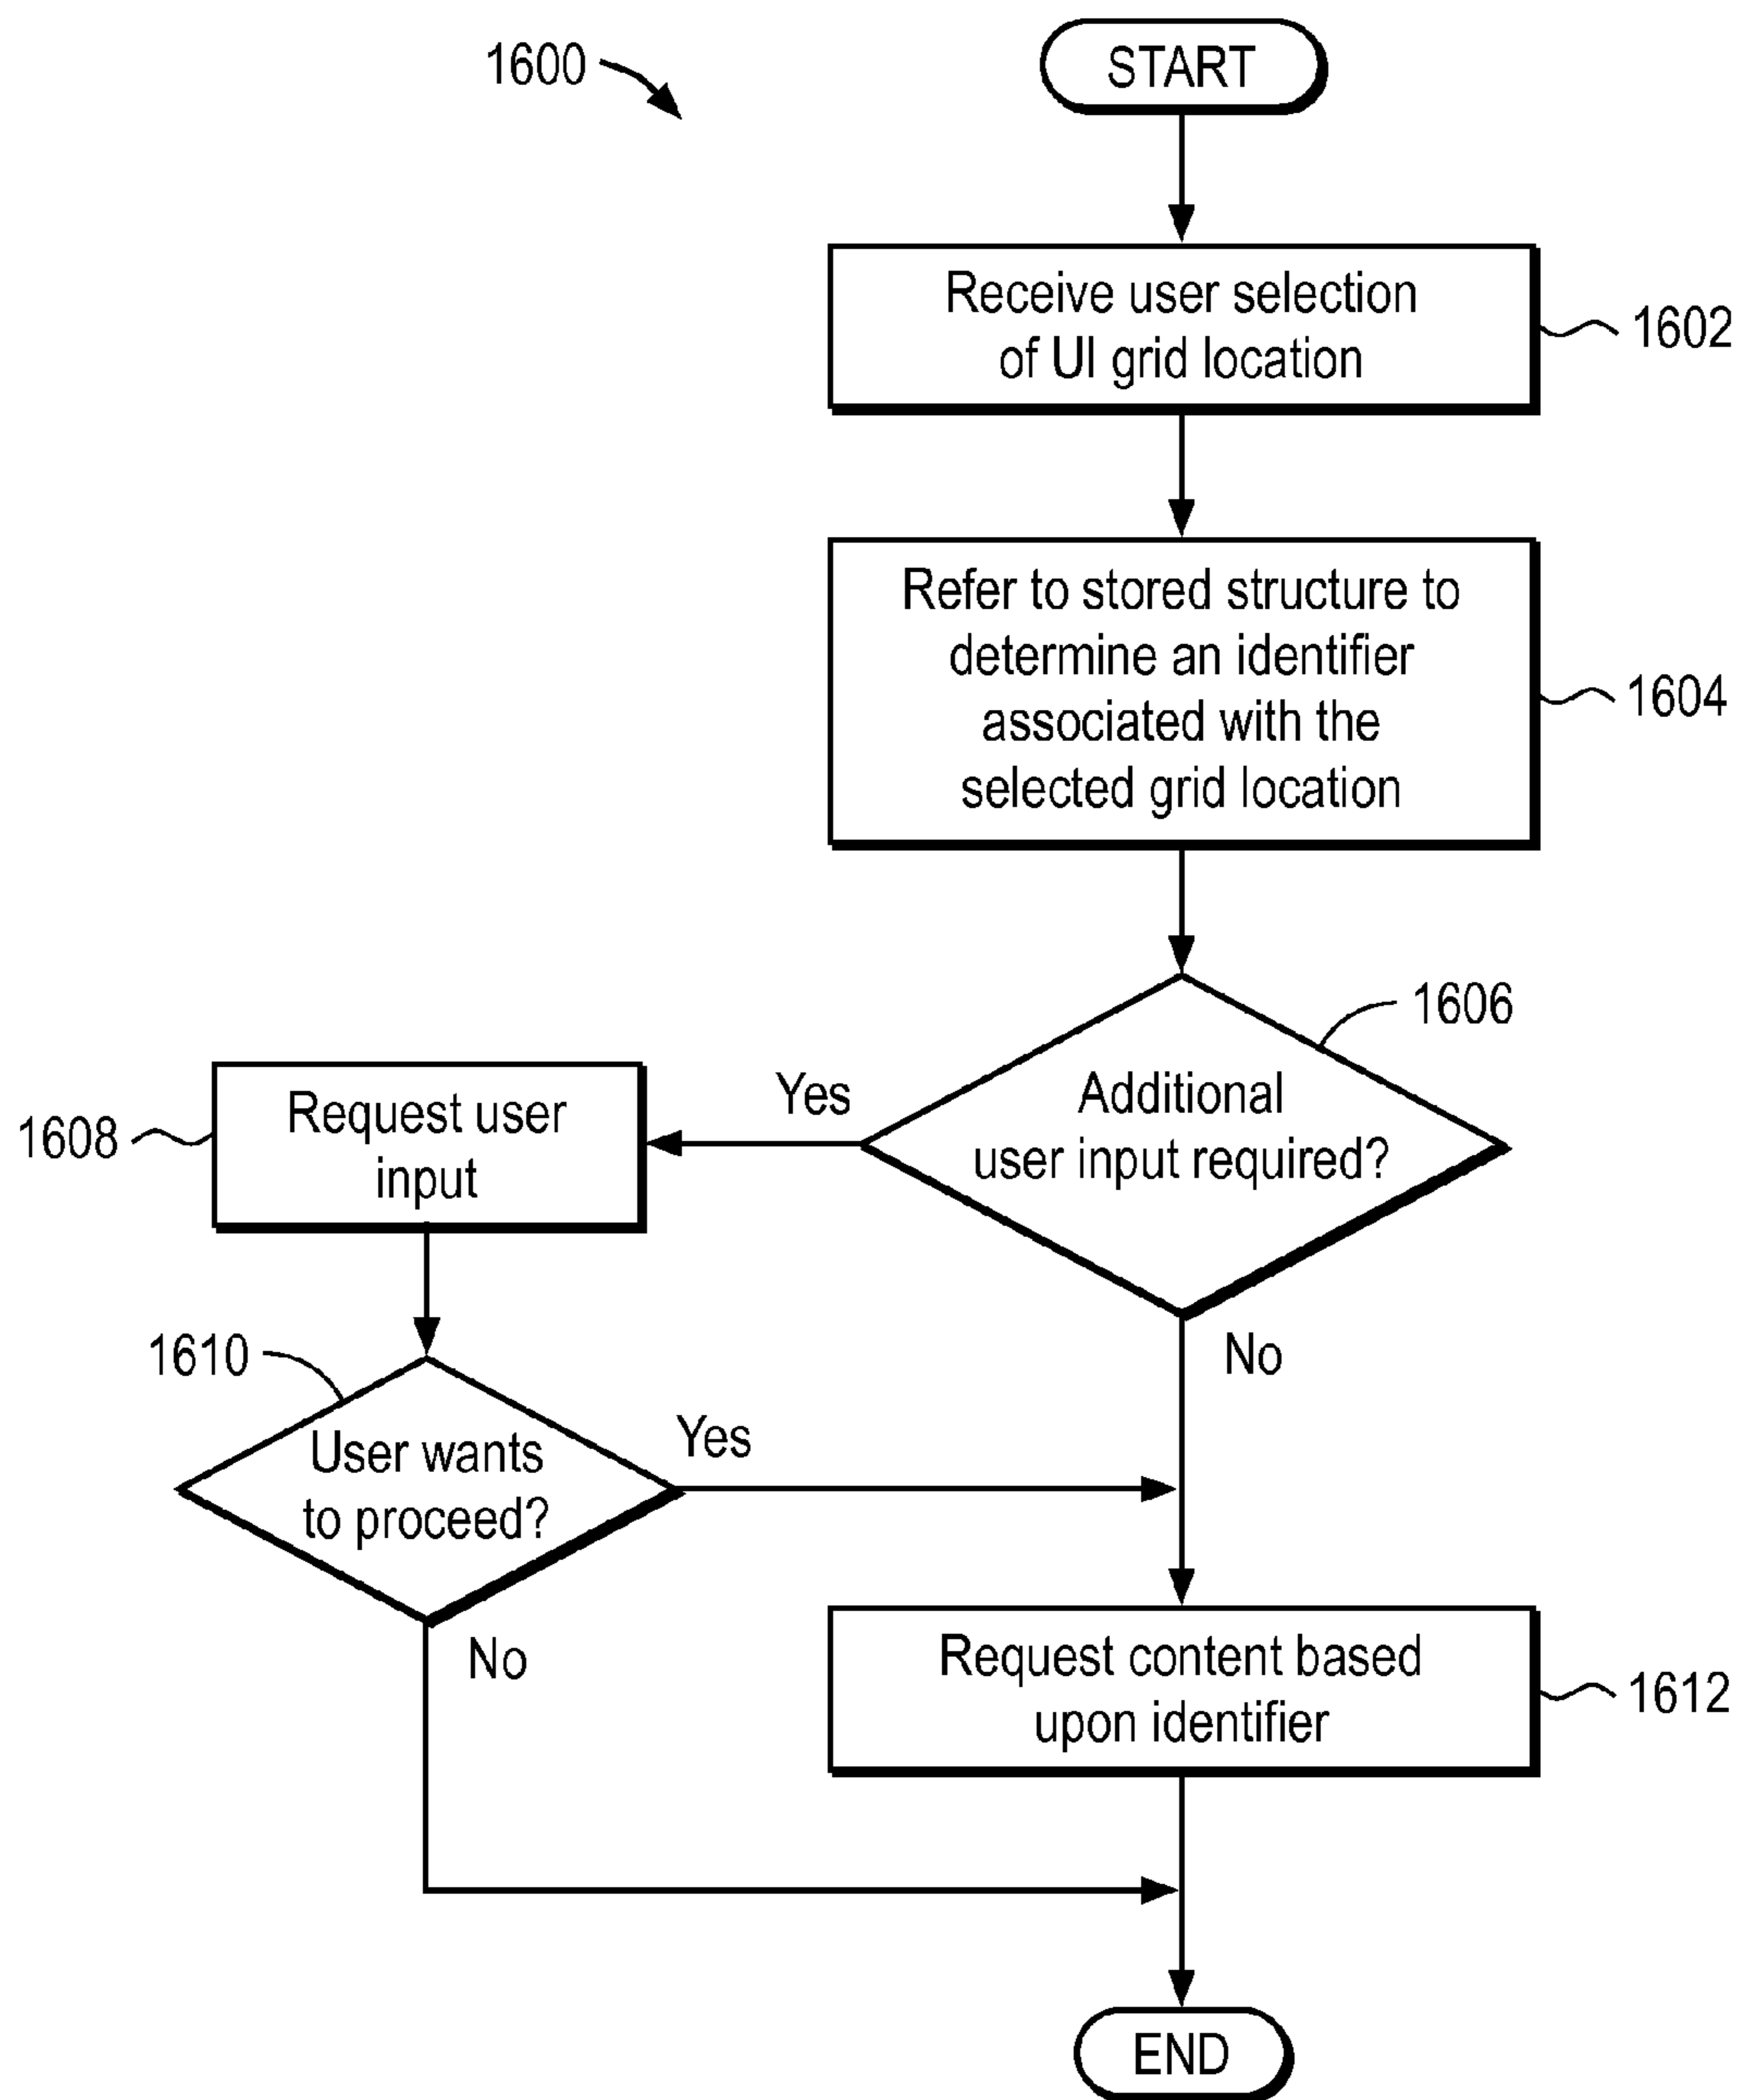 1600
START
Receive user selection
of UI grid location
1602
Refer to stored structure to
determine an identifier
associated with the
selected grid location
1604
1606
Additional
user input required?
Yes
Request user
input
1608
No
1610
User wants
to proceed?
Yes
No
Request content based
upon identifier
1612
END